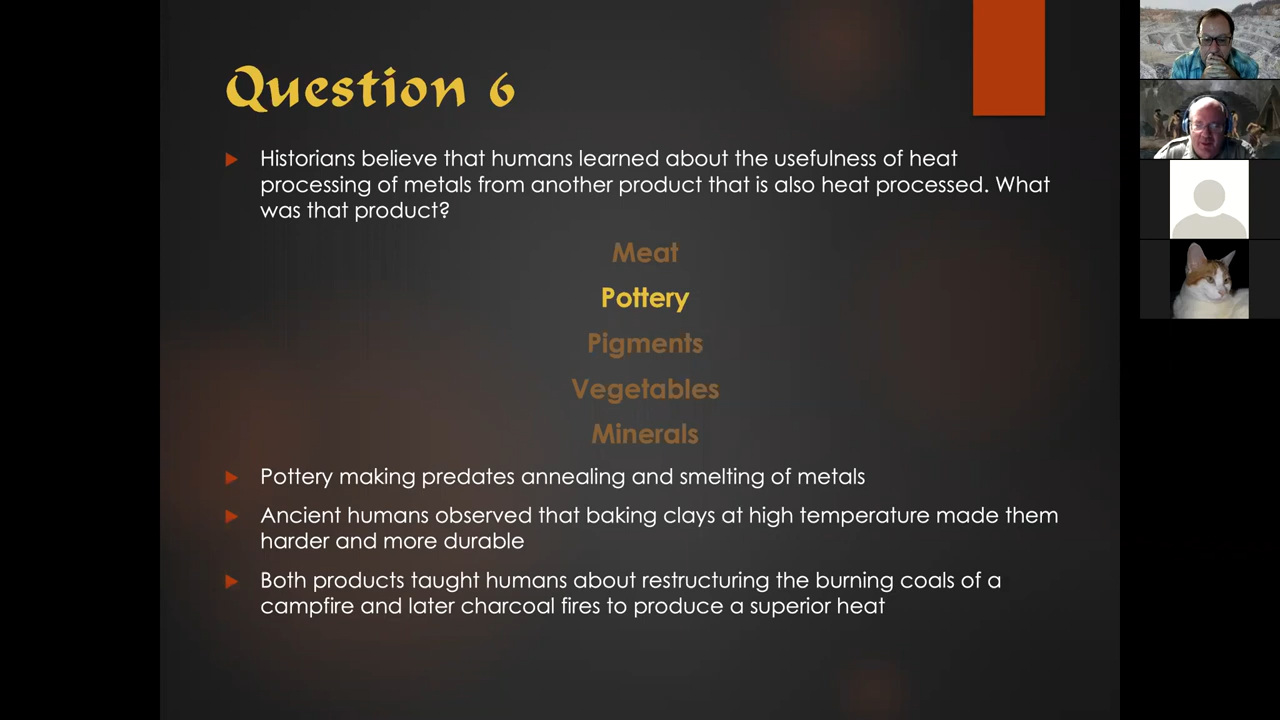 Question 6
Historians believe that humans learned about the usefulness of heat
processing of metals from another product that is also heat processed. What
was that product?
Meat
Pottery
Pigments
Vegetables
Minerals
Pottery making predates annealing and smelting of metals
Ancient humans observed that baking clays at high temperature made them
harder and more durable
Both products taught humans about restructuring the burning coals of a
campfire and later charcoal fires to produce a superior heat